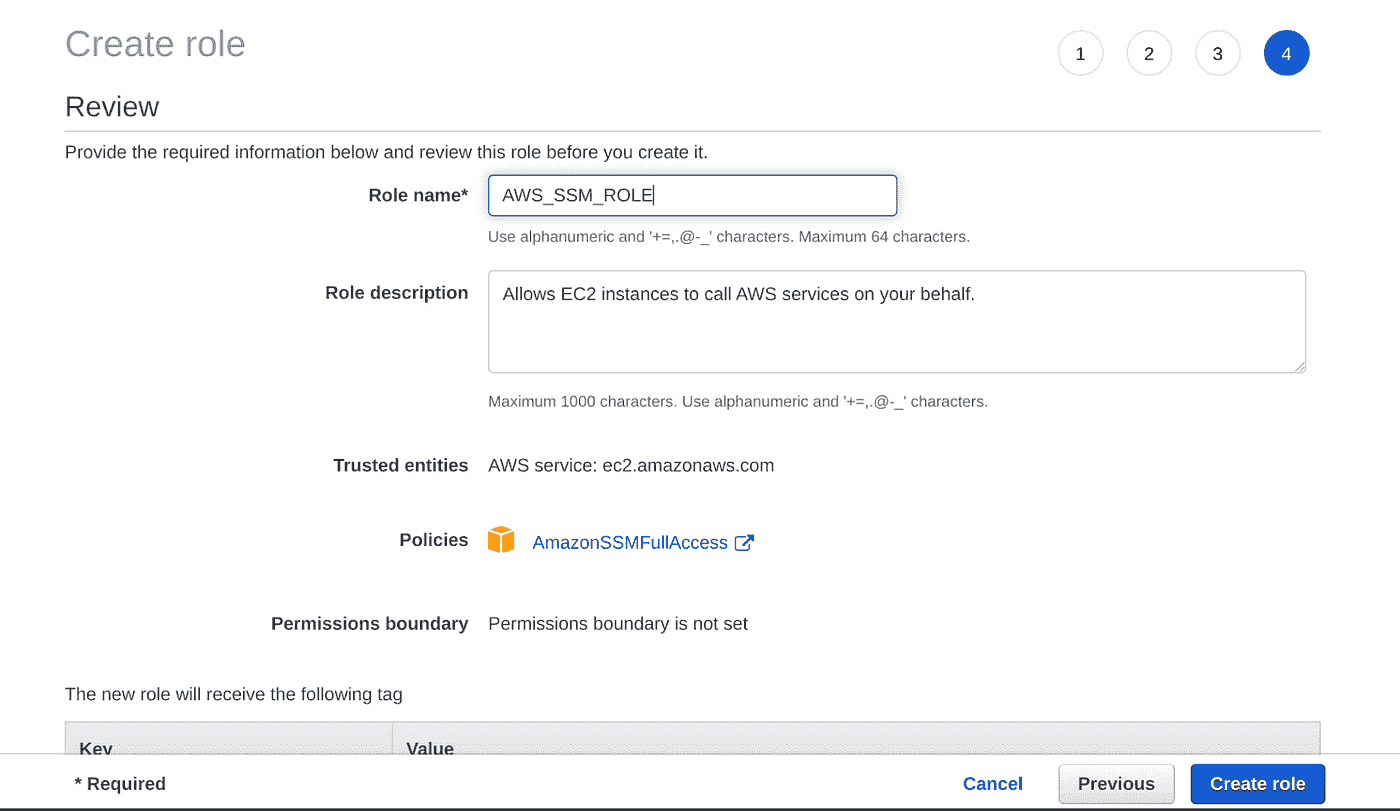 Create role
1 2 3 4
Review
Provide the required information below and review this role before you create it.
Role name* AWS_SSM_ROLE
Use alphanumeric and '+=,.@-_' characters. Maximum 64 characters.
Role description Allows EC2 instances to call AWS services on your behalf.
Maximum 1000 characters. Use alphanumeric and '+=,.@-_' characters.
Trusted entities AWS service: ec2.amazonaws.com
Policies AmazonSSMFullAccess
Permissions boundary Permissions boundary is not set
The new role will receive the following tag
Key Value
* Required Cancel Previous Create role